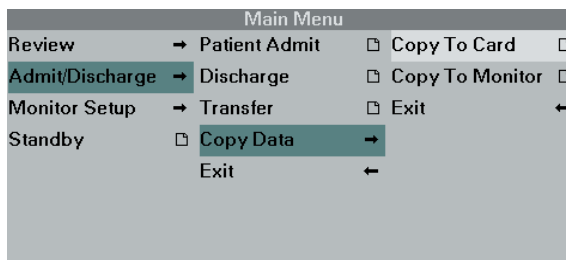 Main Menu
Review → Patient Admit Copy To Card
Admit/Discharge → Discharge Copy To Monitor
Monitor Setup → Transfer Exit ←
Standby Copy Data →
Exit ←